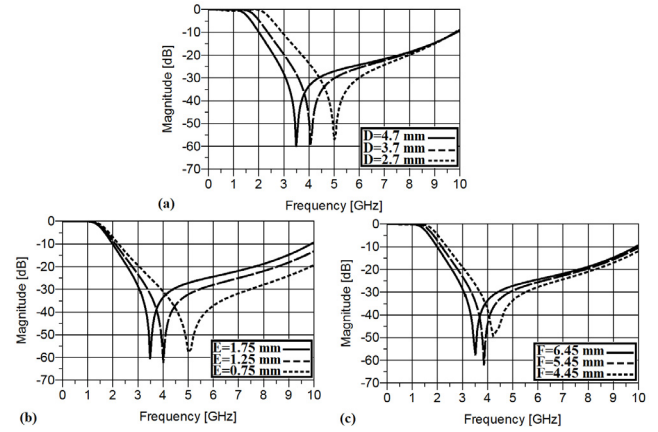 0
-10
-20
-30
-40
-50
-60
-70
Magnitude [dB]
D=4.7 mm
D=3.7 mm
D=2.7 mm
0 1 2 3 4 5 6 7 8 9 10
(a)
Frequency [GHz]
0
-10
-20
-30
-40
-50
-60
-70
Magnitude [dB]
E=1.75 mm
E=1.25 mm
E=0.75 mm
0 1 2 3 4 5 6 7 8 9 10
(b)
Frequency [GHz]
0
-10
-20
-30
-40
-50
-60
-70
Magnitude [dB]
F=6.45 mm
F=5.45 mm
F=4.45 mm
0 1 2 3 4 5 6 7 8 9 10
Frequency [GHz]
(c)